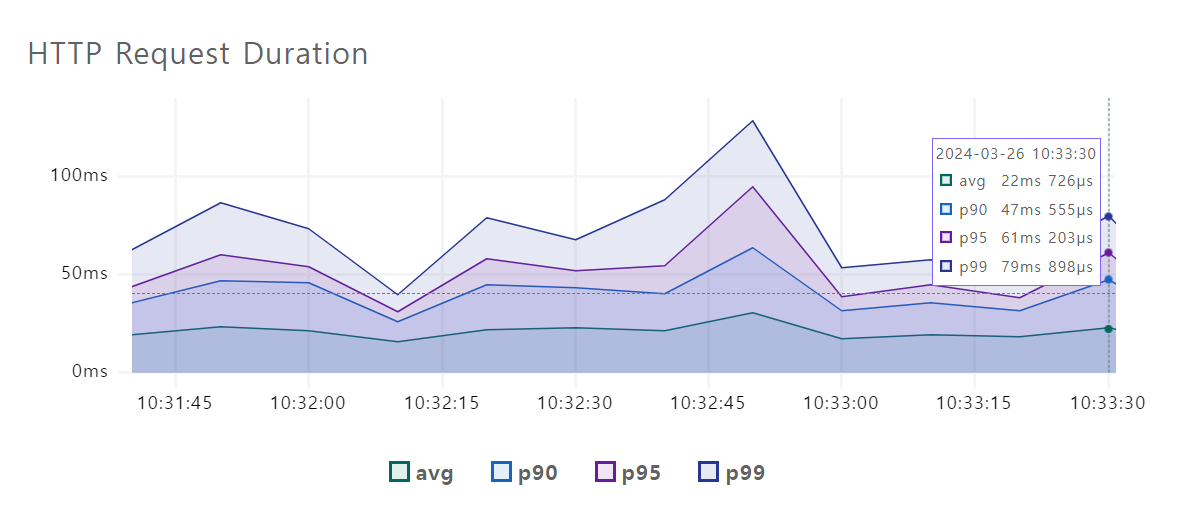 HTTP Request Duration
100ms
50ms
0ms
2024-03-26 10:33:30
avg 22ms 726µs
p90 47ms 555µs
p95 61ms 203µs
p99 79ms 898µs
10:31:45 10:32:00 10:32:15 10:32:30 10:32:45 10:33:00 10:33:15 10:33:30
avg p90 p95 p99